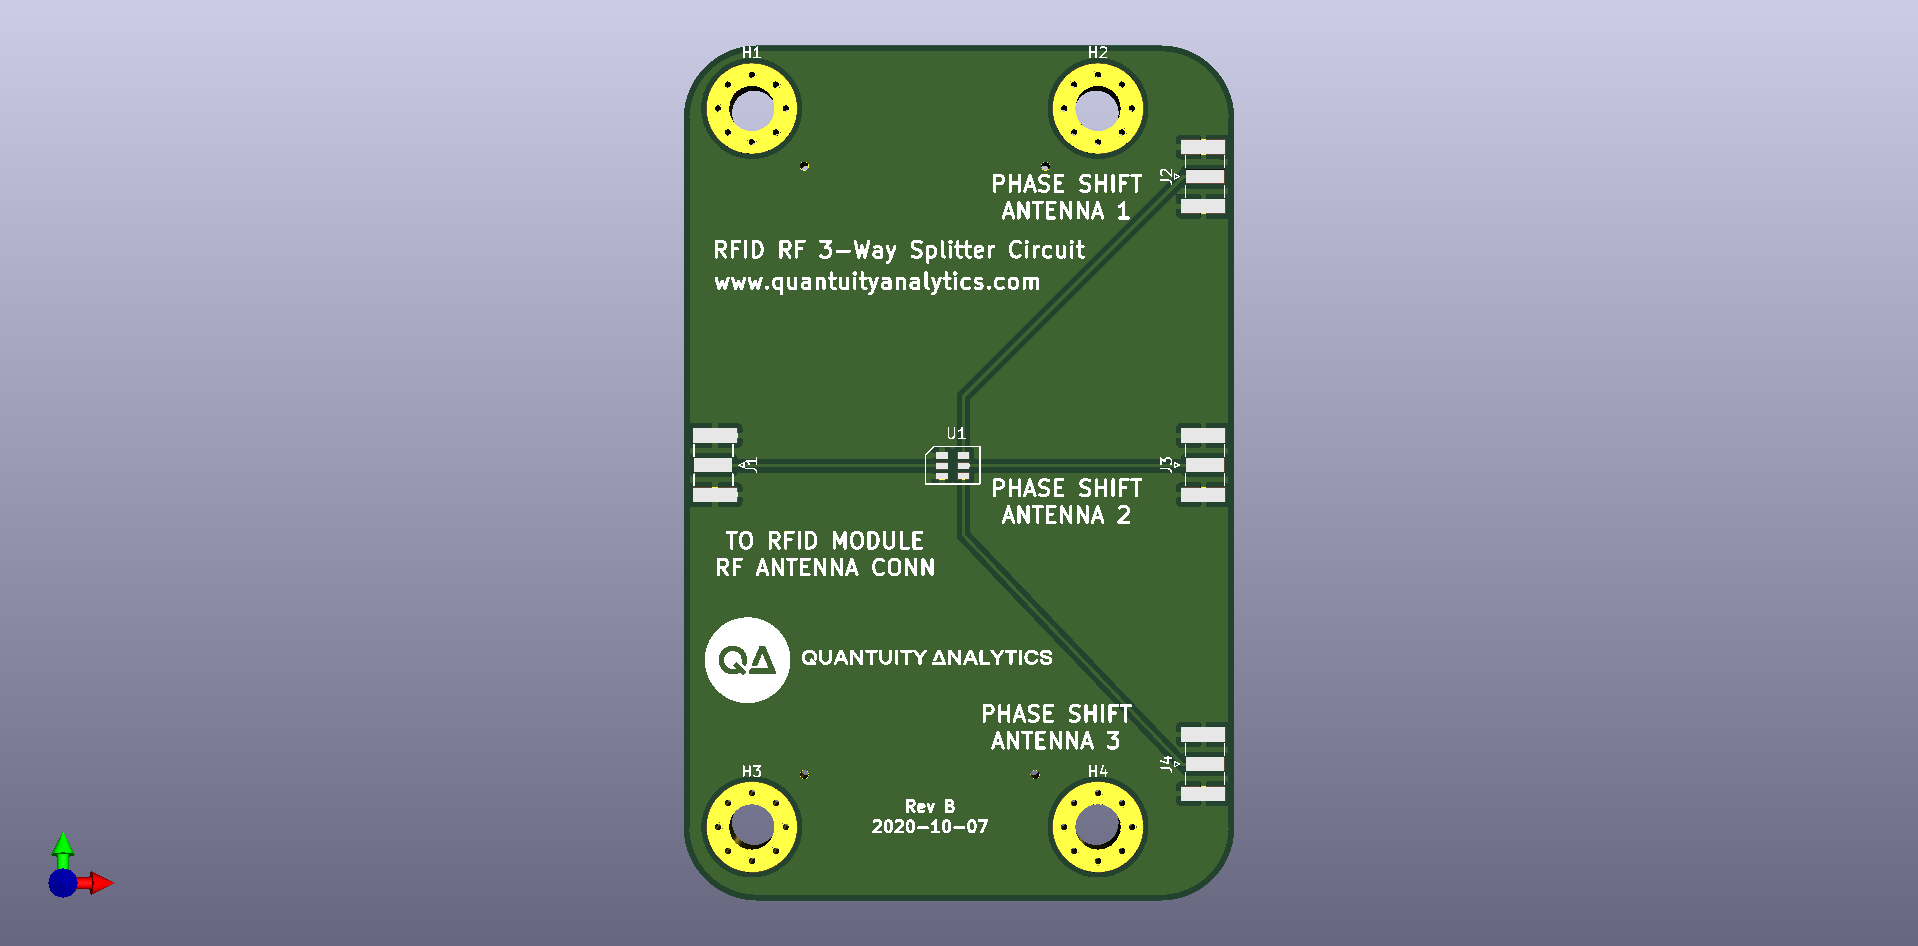 H1
H2
J2
PHASE SHIFT
ANTENNA 1
RFID RF 3-Way Splitter Circuit
www.quantuityanalytics.com
U1
J1
J3
PHASE SHIFT
ANTENNA 2
TO RFID MODULE
RF ANTENNA CONN
QA
QUANTUITY ANALYTICS
PHASE SHIFT
ANTENNA 3
J4
H3
H4
Rev B
2020-10-07